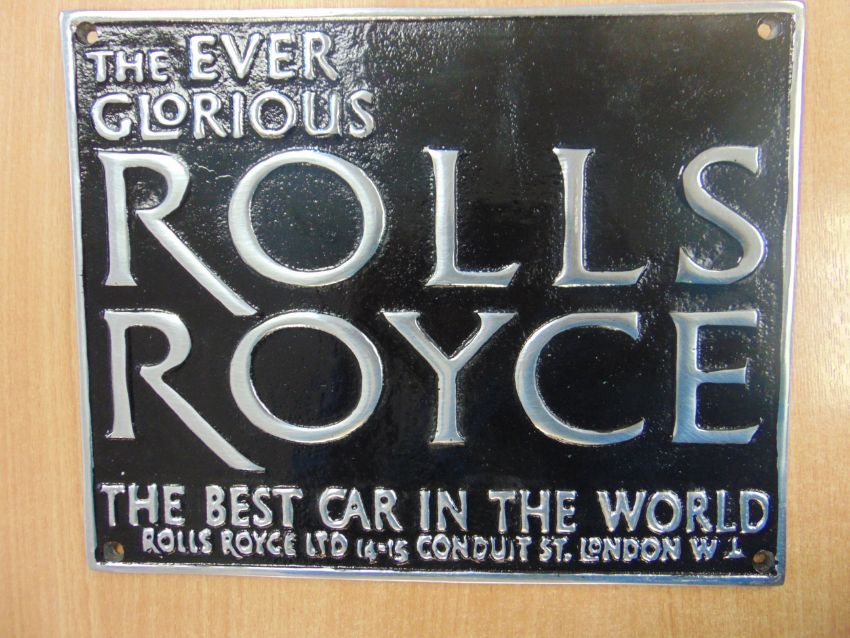 THE EVER
GLORIOUS
ROLLS
ROYCE
THE BEST CAR IN THE WORLD
ROLLS ROYCE LTD 14-15 CONDUIT ST. LONDON W 1